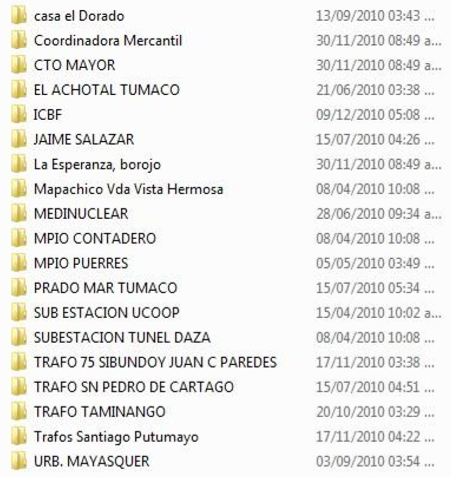 casa el Dorado 13/09/2010 03:43 ...
Coordinadora Mercantil 30/11/2010 08:49 a...
CTO MAYOR 30/11/2010 08:49 a...
EL ACHOTAL TUMACO 21/06/2010 03:38 ...
ICBF 09/12/2010 05:08 ...
JAIME SALAZAR 15/07/2010 04:26 ...
La Esperanza, borojo 30/11/2010 08:49 a...
Mapachico Vda Vista Hermosa 08/04/2010 10:08 ...
MEDINUCLEAR 28/06/2010 09:34 a...
MPIO CONTADERO 08/04/2010 10:08 ...
MPIO PUERRES 05/05/2010 03:49 ...
PRADO MAR TUMACO 15/07/2010 05:34 ...
SUB ESTACION UCOOP 15/04/2010 10:02 a...
SUBESTACION TUNEL DAZA 08/04/2010 10:08 ...
TRAFO 75 SIBUNDOY JUAN C PAREDES 17/11/2010 03:38 ...
TRAFO SN PEDRO DE CARTAGO 15/07/2010 04:51 ...
TRAFO TAMINANGO 20/10/2010 03:29 ...
Trafos Santiago Putumayo 17/11/2010 04:22 ...
URB. MAYASQUER 03/09/2010 03:54 ...